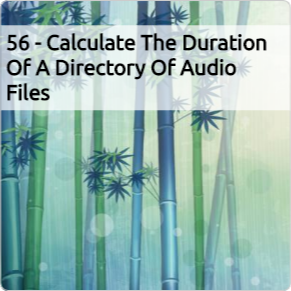 56 - Calculate The Duration
Of A Directory Of Audio
Files